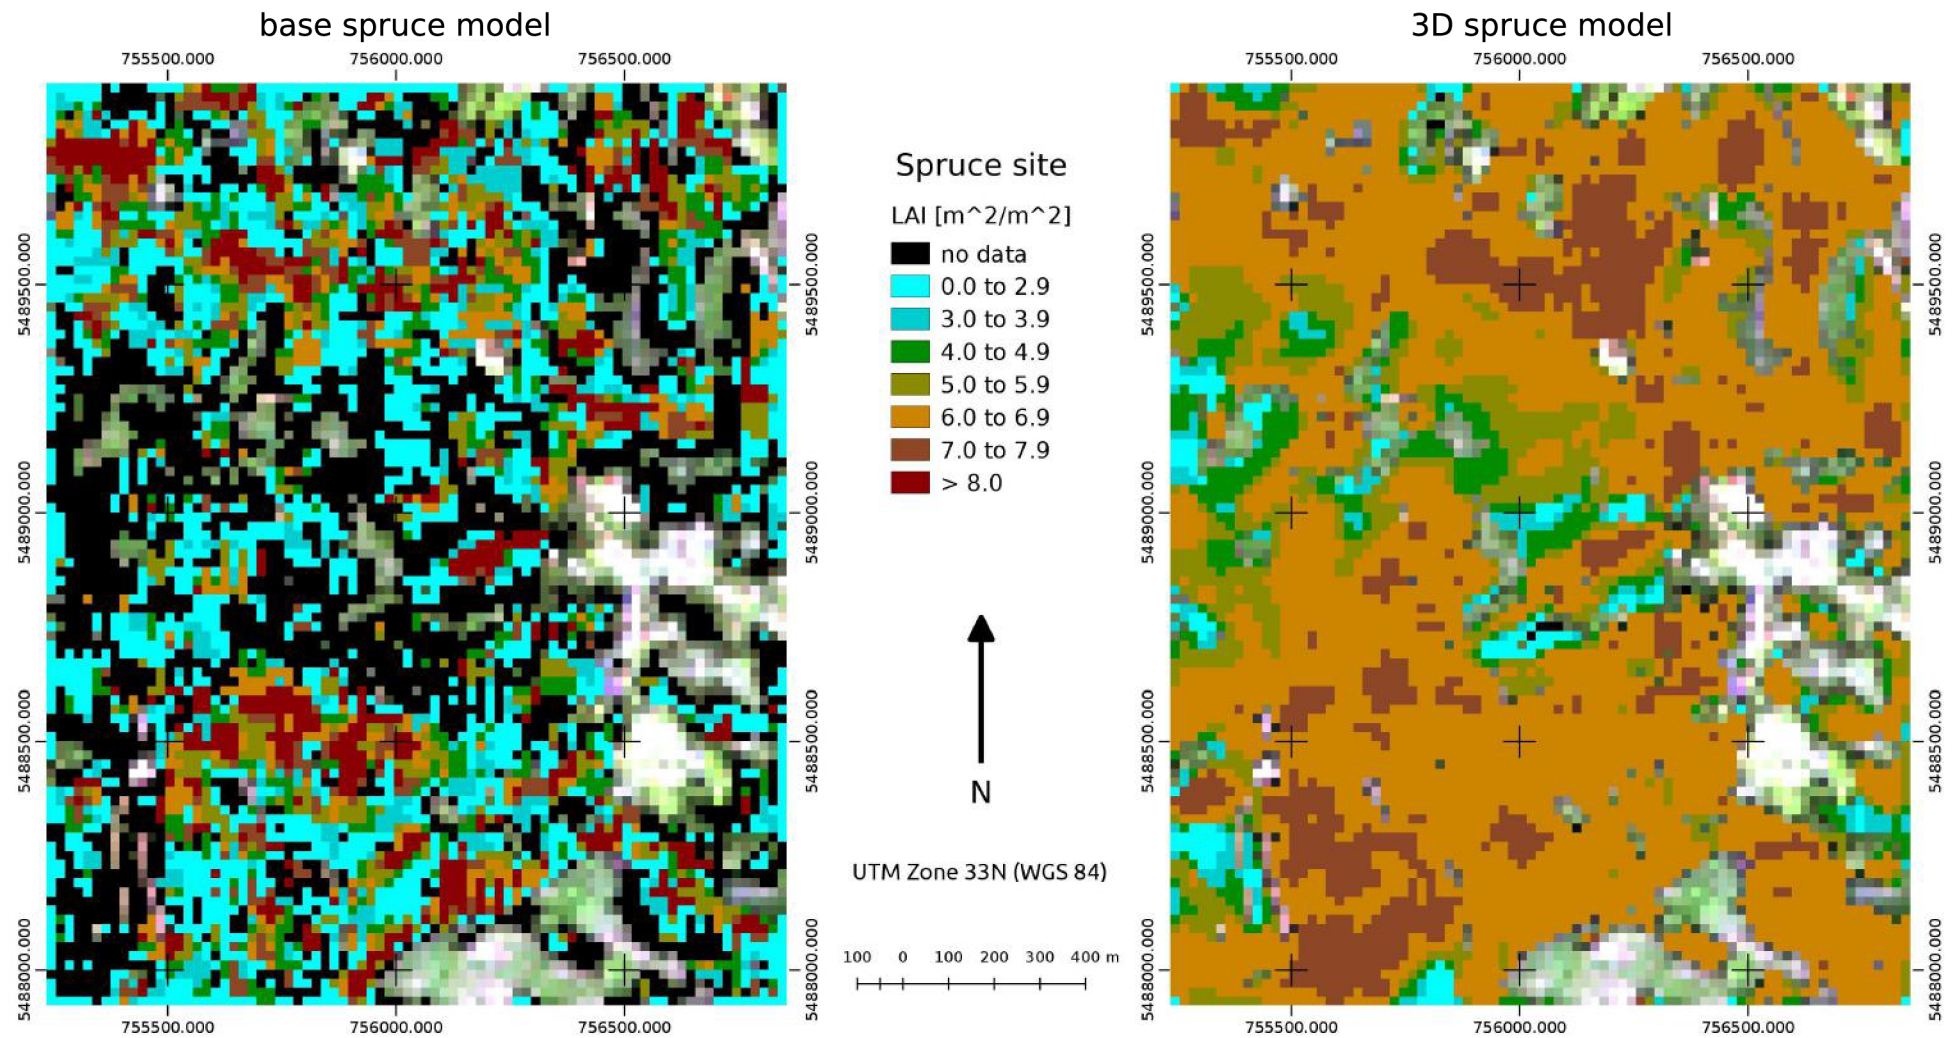 base spruce model
3D spruce model
755500.000 756000.000 756500.000
755500.000 756000.000 756500.000
5489500.000
5489000.000
5488500.000
5488000.000
5489500.000
5489000.000
5488500.000
5488000.000
Spruce site
LAI [m^2/m^2]
no data
0.0 to 2.9
3.0 to 3.9
4.0 to 4.9
5.0 to 5.9
6.0 to 6.9
7.0 to 7.9
> 8.0
N
UTM Zone 33N (WGS 84)
100 0 100 200 300 400 m
5489500.000
5489000.000
5488500.000
5488000.000
5489500.000
5489000.000
5488500.000
5488000.000
755500.000 756000.000 756500.000
755500.000 756000.000 756500.000